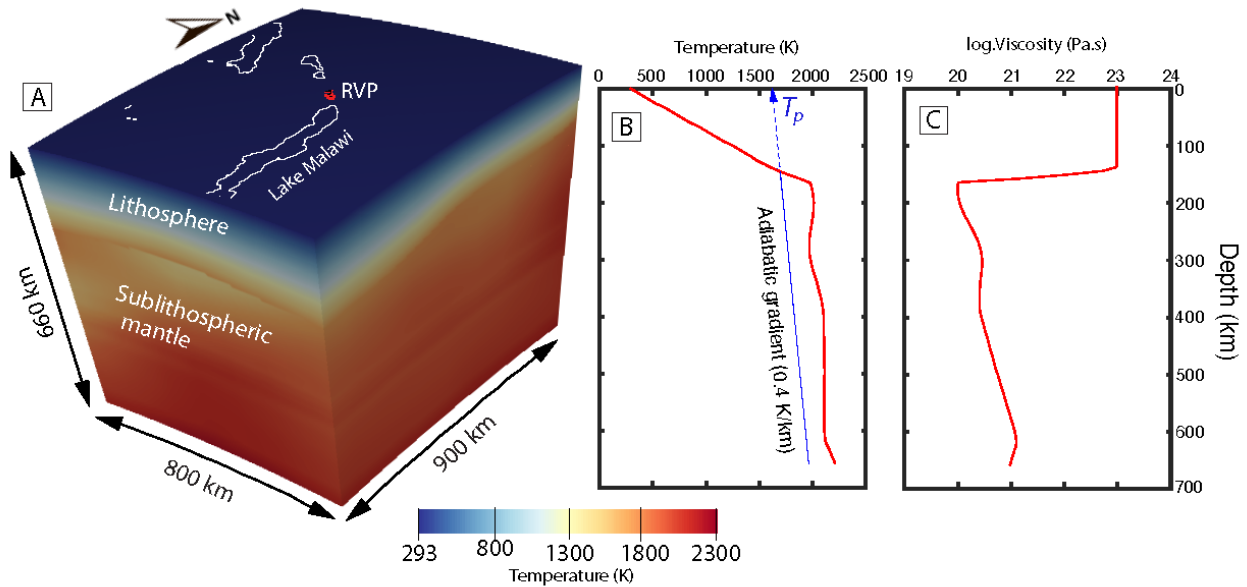 N
A
RVP
Lake Malawi
Lithosphere
Sublithospheric
mantle
660 km
800 km
900 km
293 800 1300 1800 2300
Temperature (K)
Temperature (K)
0 500 1000 1500 2000 2500
B
Tp
Adiabatic gradient (0.4 K/km)
log.Viscosity (Pa.s)
19 20 21 22 23 24
C
0
100
200
300
400
500
600
700
Depth (km)